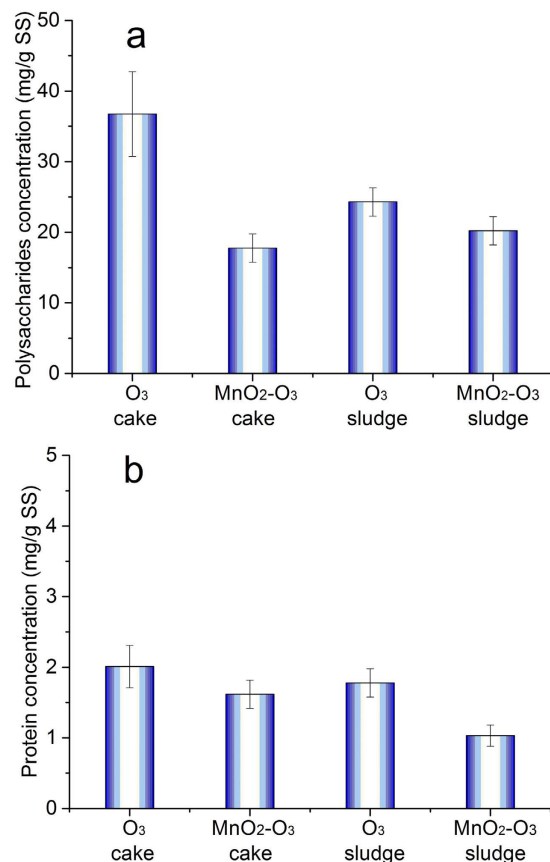 a
Polysaccharides concentration (mg/g SS)
50
40
30
20
10
0
O₃ MnO₂-O₃ O₃ MnO₂-O₃
cake cake sludge sludge
b
Protein concentration (mg/g SS)
5
4
3
2
1
0
O₃ MnO₂-O₃ O₃ MnO₂-O₃
cake cake sludge sludge